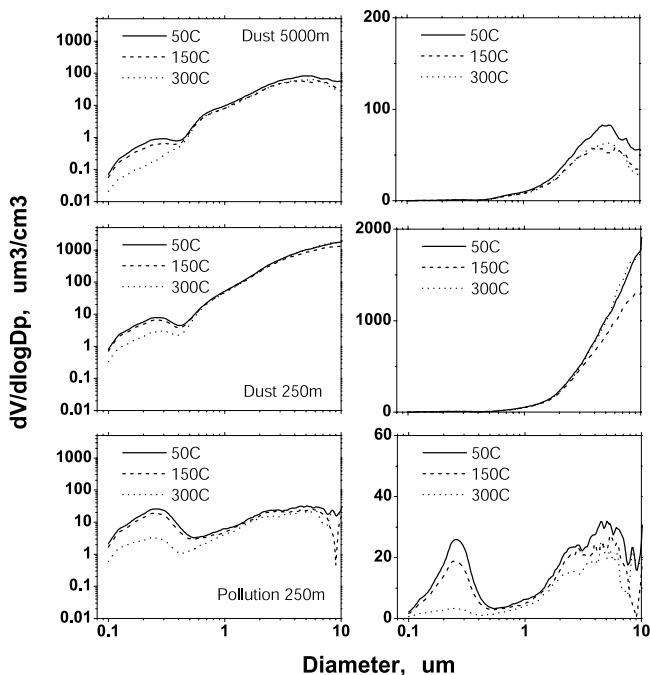 dV/dlogDp, um3/cm3
1000
100
10
1
0.1
0.01
50C
150C
300C
Dust 5000m
200
100
0
50C
150C
300C
1000
100
10
1
0.1
0.01
50C
150C
300C
Dust 250m
2000
1000
0
50C
150C
300C
1000
100
10
1
0.1
0.01
50C
150C
300C
Pollution 250m
0.1
1
10
60
40
20
0
50C
150C
300C
0.1
1
10
Diameter, um